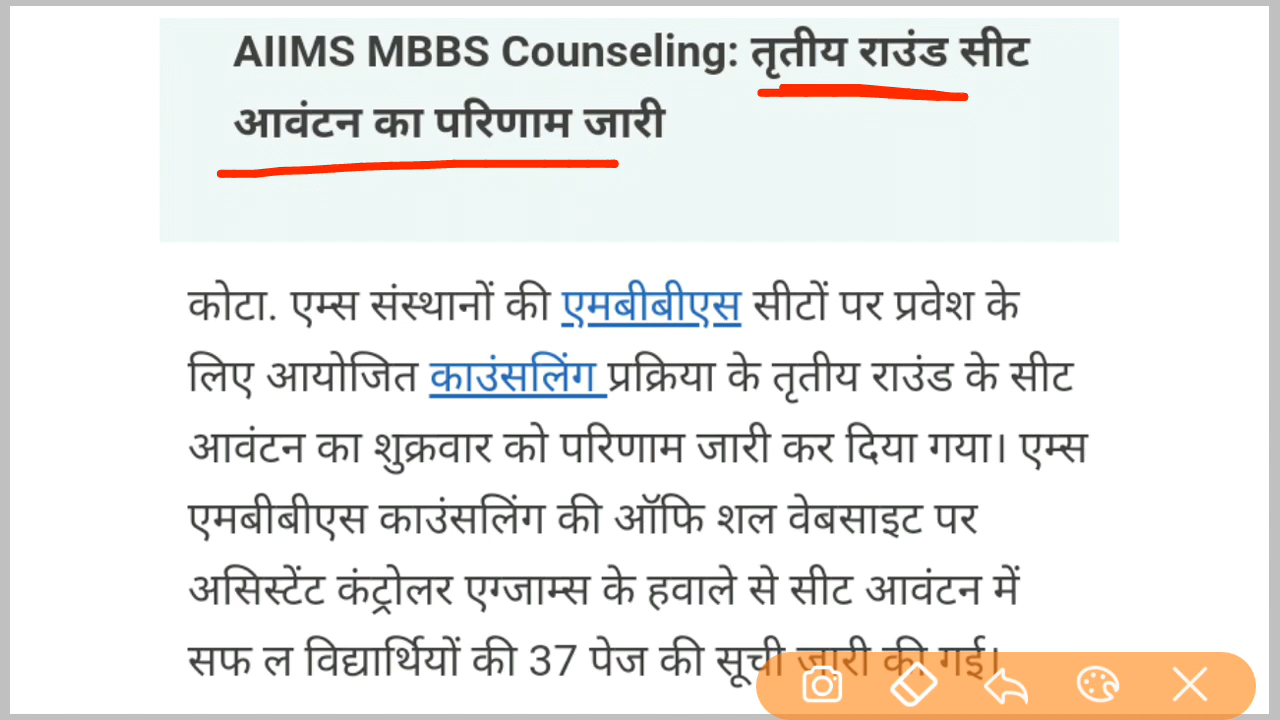 AIIMS MBBS Counseling: तृतीय राउंड सीट
आवंटन का परिणाम जारी
कोटा. एम्स संस्थानों की एमबीबीएस सीटों पर प्रवेश के
लिए आयोजित काउंसलिंग प्रक्रिया के तृतीय राउंड के सीट
आवंटन का शुक्रवार को परिणाम जारी कर दिया गया। एम्स
एमबीबीएस काउंसलिंग की ऑफि शल वेबसाइट पर
असिस्टेंट कंट्रोलर एग्जाम्स के हवाले से सीट आवंटन में
सफ ल विद्यार्थियों की 37 पेज की सूची जारी की गई।